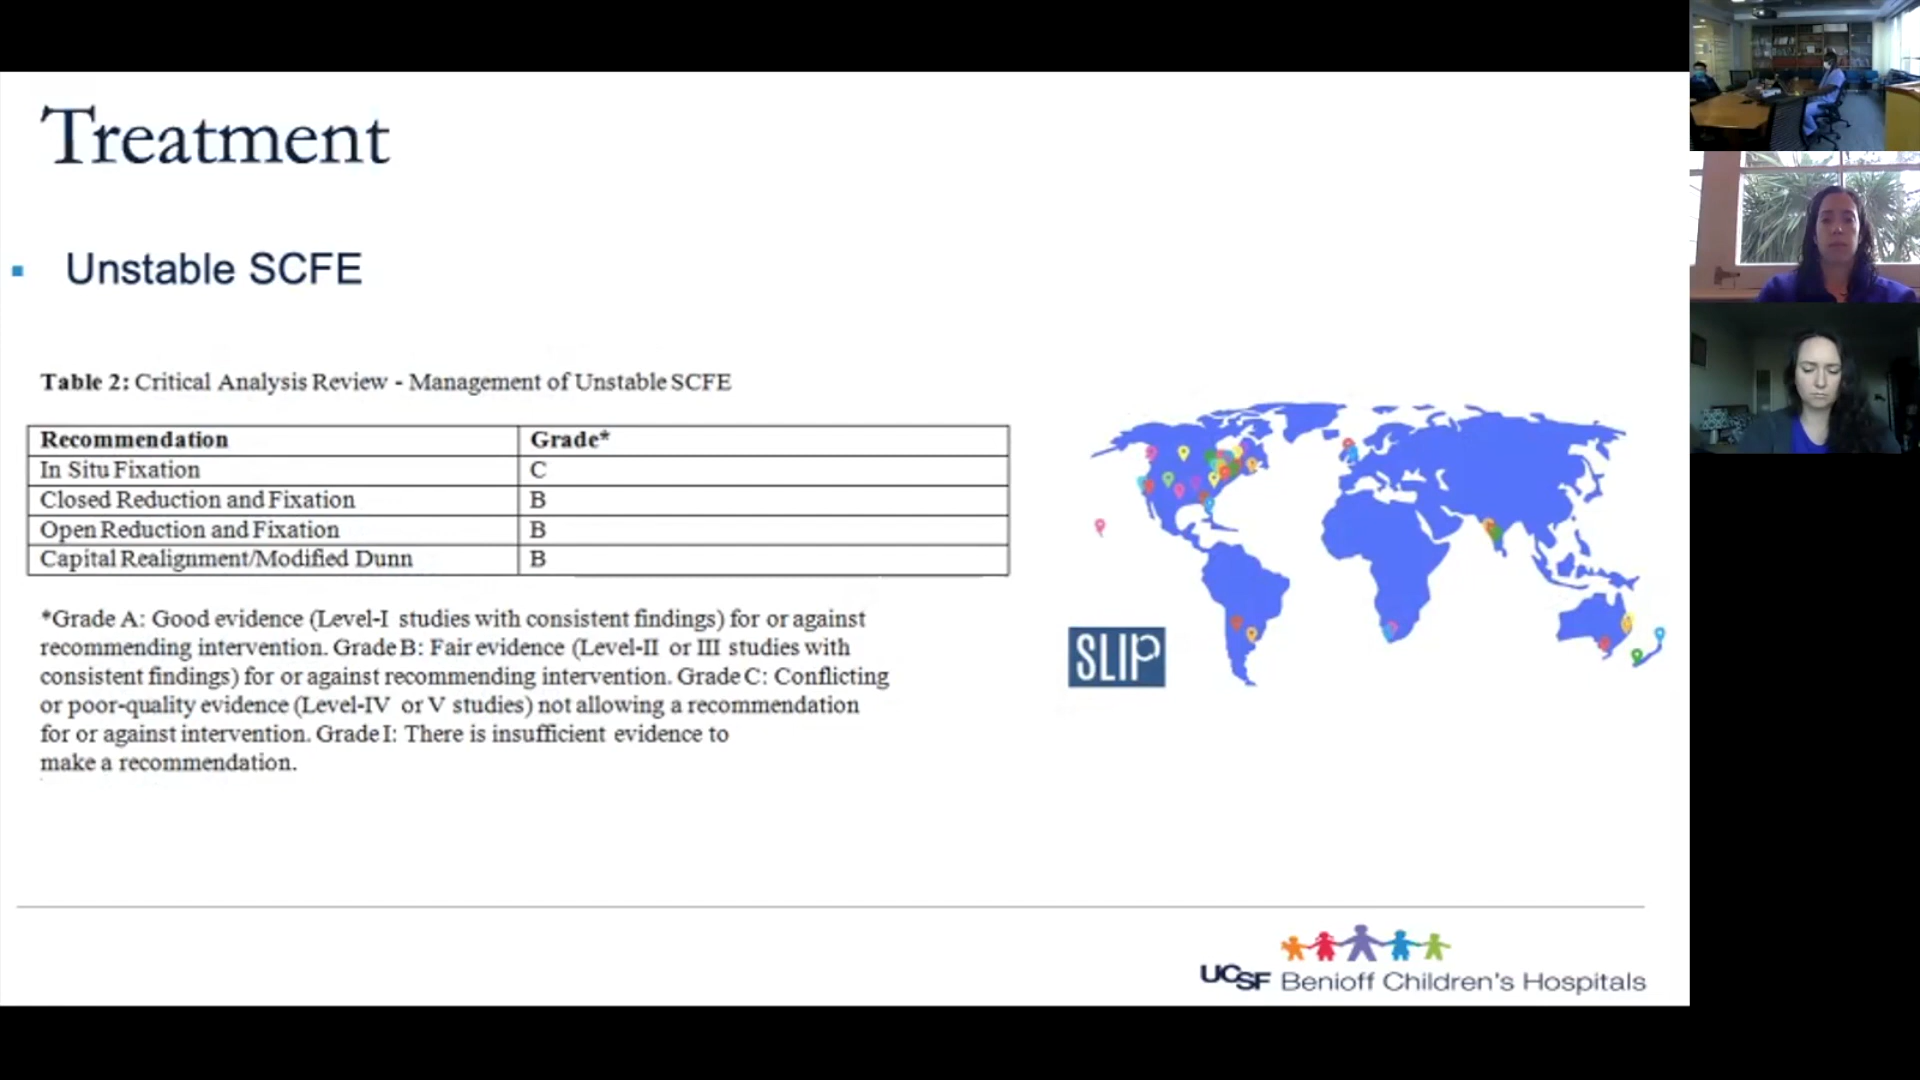 Treatment
▪ Unstable SCFE
Table 2: Critical Analysis Review - Management of Unstable SCFE
Recommendation Grade*
In Situ Fixation C
Closed Reduction and Fixation B
Open Reduction and Fixation B
Capital Realignment/Modified Dunn B
*Grade A: Good evidence (Level-I studies with consistent findings) for or against
recommending intervention. Grade B: Fair evidence (Level-II or III studies with
consistent findings) for or against recommending intervention. Grade C: Conflicting
or poor-quality evidence (Level-IV or V studies) not allowing a recommendation
for or against intervention. Grade I: There is insufficient evidence to
make a recommendation.
SLIP
UCSF Benioff Children's Hospitals